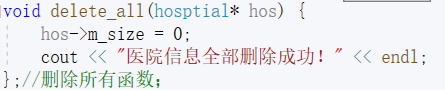 void delete_all(hosptial* hos) {
hos->m_size = 0;
cout << "医院信息全部删除成功！" << endl;
};//删除所有函数；